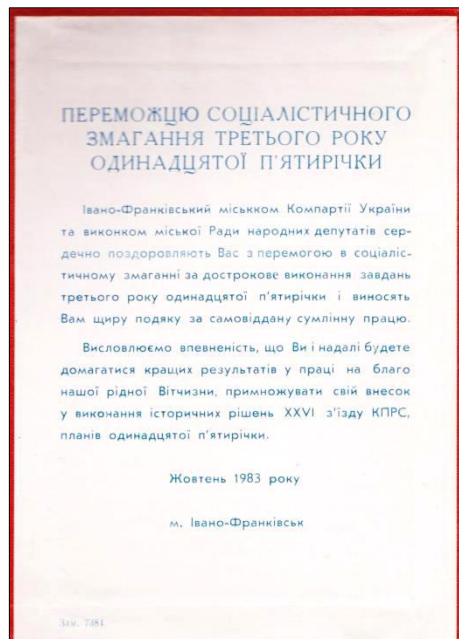 ПЕРЕМОЖЦЮ СОЦІАЛІСТИЧНОГО
ЗМАГАННЯ ТРЕТЬОГО РОКУ
ОДИНАДЦЯТОЇ П'ЯТИРІЧКИ
Івано-Франківський міськком Компартії України
та виконком міської Ради народних депутатів сер-
дечно поздоровляють Вас з перемогою в соціаліс-
тичному змаганні за дострокове виконання завдань
третього року одинадцятої п'ятирічки і виносять
Вам щиру подяку за самовіддану сумлінну працю.
Висловлюємо впевненість, що Ви і надалі будете
домагатися кращих результатів у праці на благо
нашої рідної Вітчизни, примножувати свій внесок
у виконання історичних рішень XXVI з'їзду КПРС,
планів одинадцятої п'ятирічки.
Жовтень 1983 року
м. Івано-Франківськ
Зам. 7484